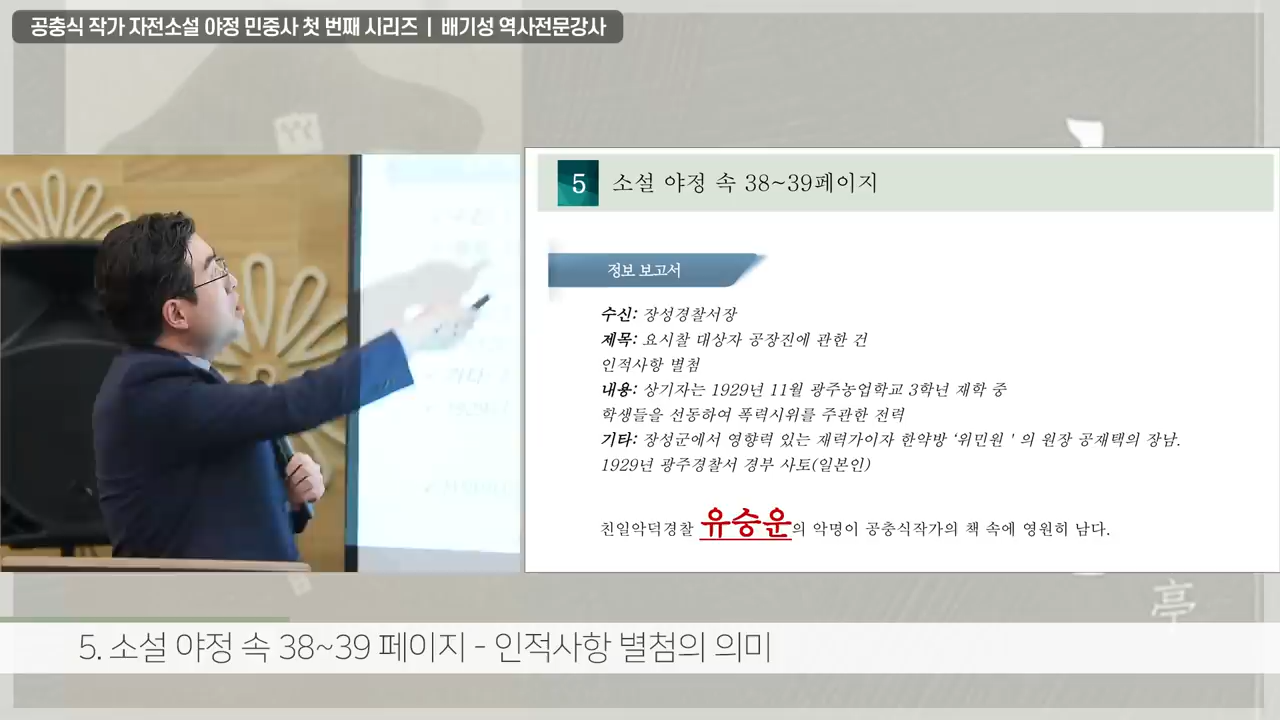 공충식 작가 자전소설 야정 민중사 첫 번째 시리즈 | 배기성 역사전문강사
5 소설 야정 속 38~39페이지
정보 보고서
수신: 장성경찰서장
제목: 요시찰 대상자 공장진에 관한 건
인적사항 별첨
내용: 상기자는 1929년 11월 광주농업학교 3학년 재학 중
학생들을 선동하여 폭력시위를 주관한 전력
기타: 장성군에서 영향력 있는 재력가이자 한약방 ‘위민원 ' 의 원장 공재택의 장남.
1929년 광주경찰서 경부 사토(일본인)
친일악덕경찰 유승운의 악명이 공충식작가의 책 속에 영원히 남다.
亭
5. 소설 야정 속 38~39 페이지 - 인적사항 별첨의 의미